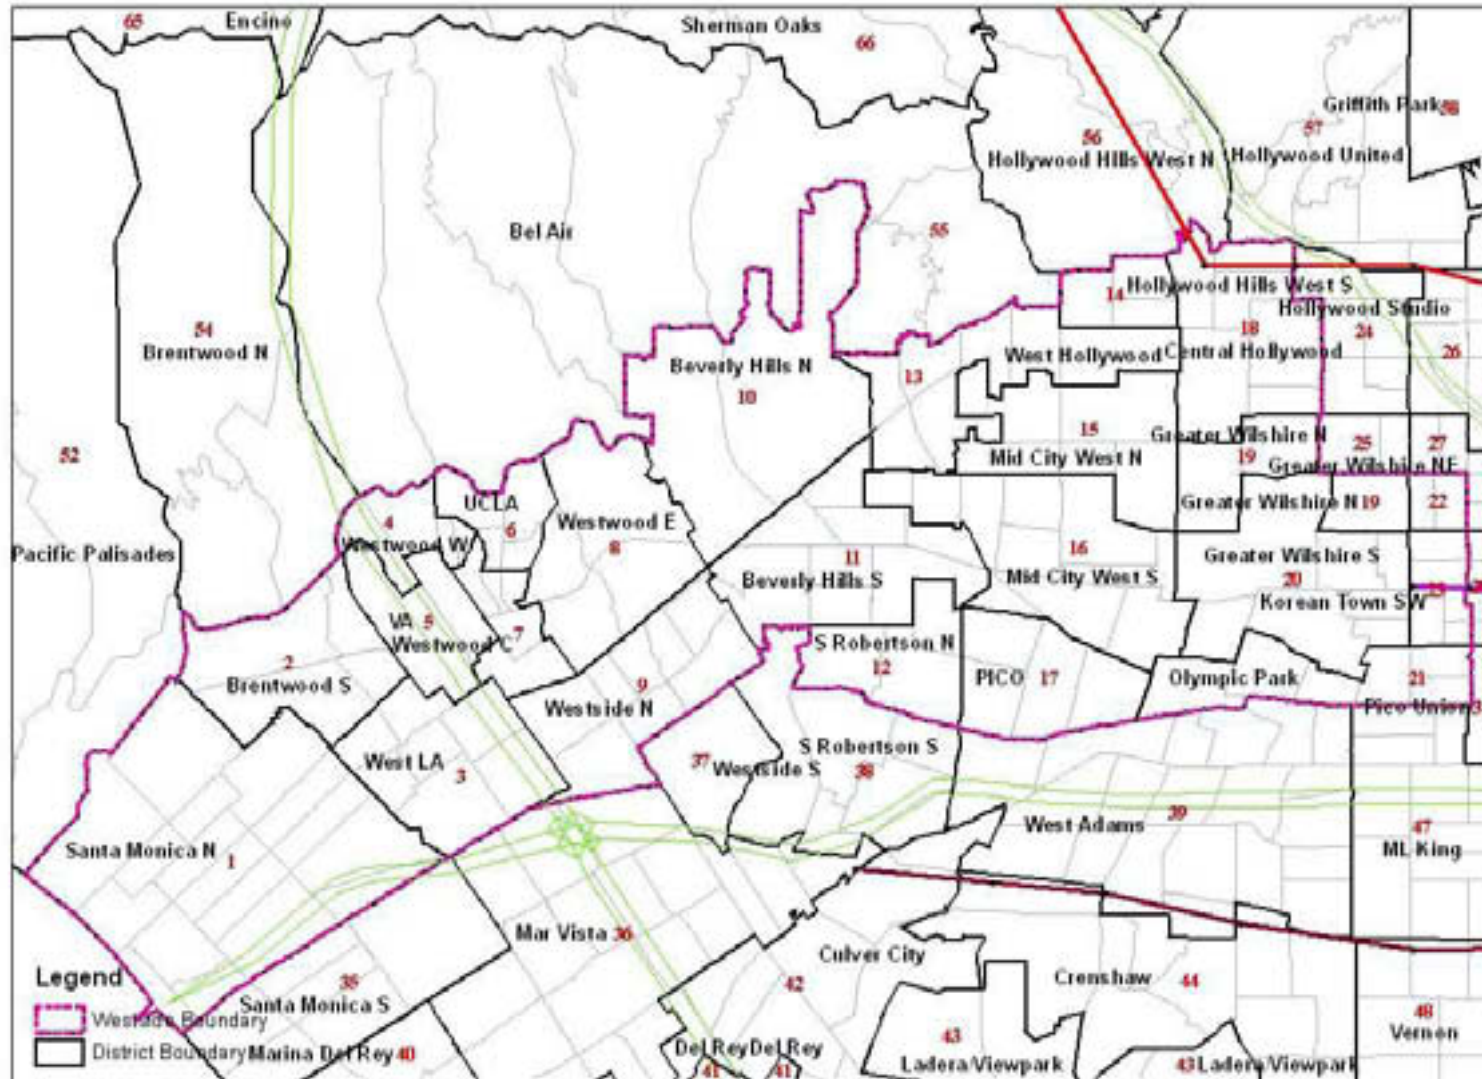 65
Encino
Sherman Oaks
66
Griffith Park
58
57
56
Hollywood Hills West N
Hollywood United
Bel Air
55
14
Hollywood Hills West S
Hollywood Studio
54
Brentwood N
18
24
26
West Hollywood
Central Hollywood
Beverly Hills N
13
10
15
Greater Wilshire N
25
27
52
Mid City West N
19
Greater Wilshire NE
UCLA
4
6
Westwood E
Greater Wilshire N
19
22
Westwood W
8
16
Pacific Palisades
11
Greater Wilshire S
Beverly Hills S
Mid City West S
20
Korean Town SW
23
VA
5
7
Westwood C
S Robertson N
2
12
Brentwood S
9
PICO
17
Olympic Park
21
Westside N
Pico Union
S Robertson S
West LA
3
37
Westside S
38
39
West Adams
47
Santa Monica N
1
ML King
Mar Vista
36
Culver City
Legend
35
42
Crenshaw
44
Santa Monica S
48
Westside Boundary
Vernon
43
District Boundary
Marina Del Rey
40
Del Rey
Del Rey
41
41
Ladera/Viewpark
43
Ladera/Viewpark